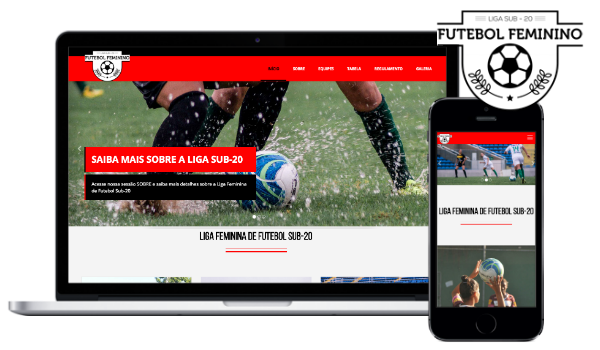 LIGA SUB - 20
FUTEBOL FEMININO
FUTEBOL FEMININO
INÍCIO SOBRE EQUIPES TABELA REGULAMENTO GALERIA
SAIBA MAIS SOBRE A LIGA SUB-20
Acesse nossa sessão SOBRE e saiba mais detalhes sobre a Liga Feminina
de Futebol Sub-20
LIGA FEMININA DE FUTEBOL SUB-20
LIGA FEMININA DE FUTEBOL SUB-20